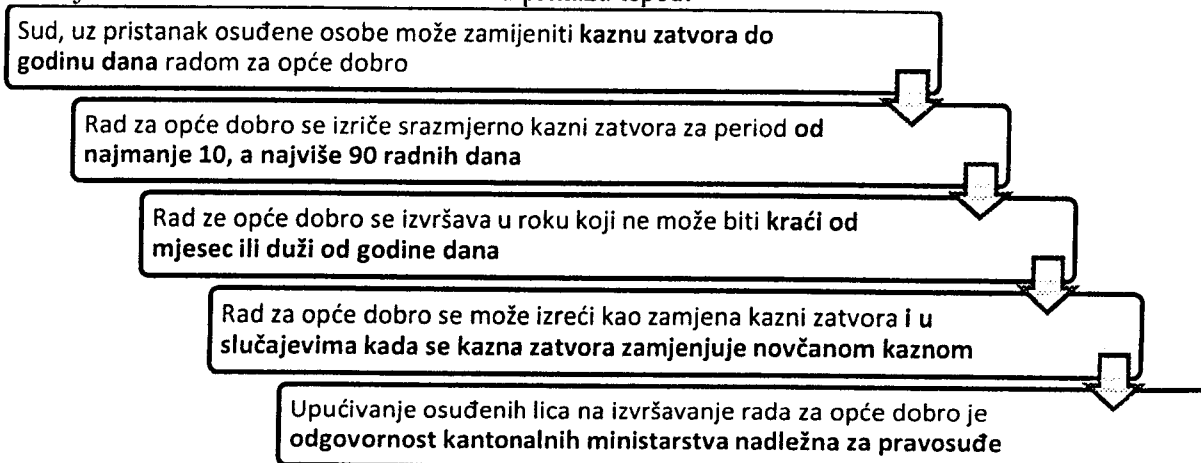 Sud, uz pristanak osuđene osobe može zamijeniti kaznu zatvora do
godinu dana radom za opće dobro
Rad za opće dobro se izriče srazmjerno kazni zatvora za period od
najmanje 10, a najviše 90 radnih dana
Rad ze opće dobro se izvršava u roku koji ne može biti kraći od
mjesec ili duži od godine dana
Rad za opće dobro se može izreći kao zamjena kazni zatvora i u
slučajevima kada se kazna zatvora zamjenjuje novčanom kaznom
Upućivanje osuđenih lica na izvršavanje rada za opće dobro je
odgovornost kantonalnih ministarstva nadležna za pravosuđe